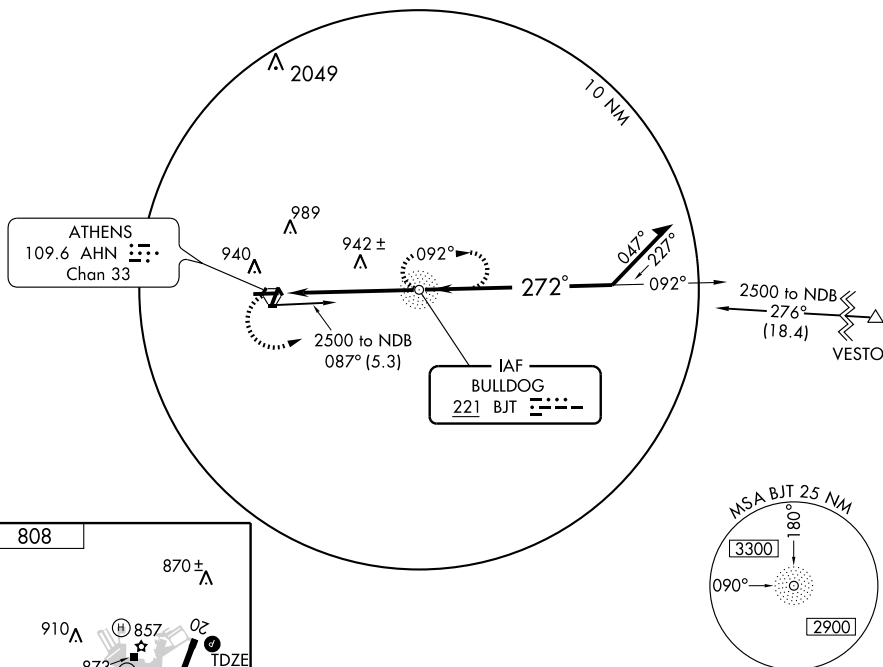 2049
10 NM
989
ATHENS
109.6 AHN
Chan 33
940
942 ±
092°
047°
227°
272°
092°
2500 to NDB
276°
(18.4)
VESTO
2500 to NDB
087° (5.3)
IAF
BULLDOG
221 BJT
MSA BJT 25 NM
180°
3300
090°
2900
808
870 ±
910
H 857
20
P
TDZE
873